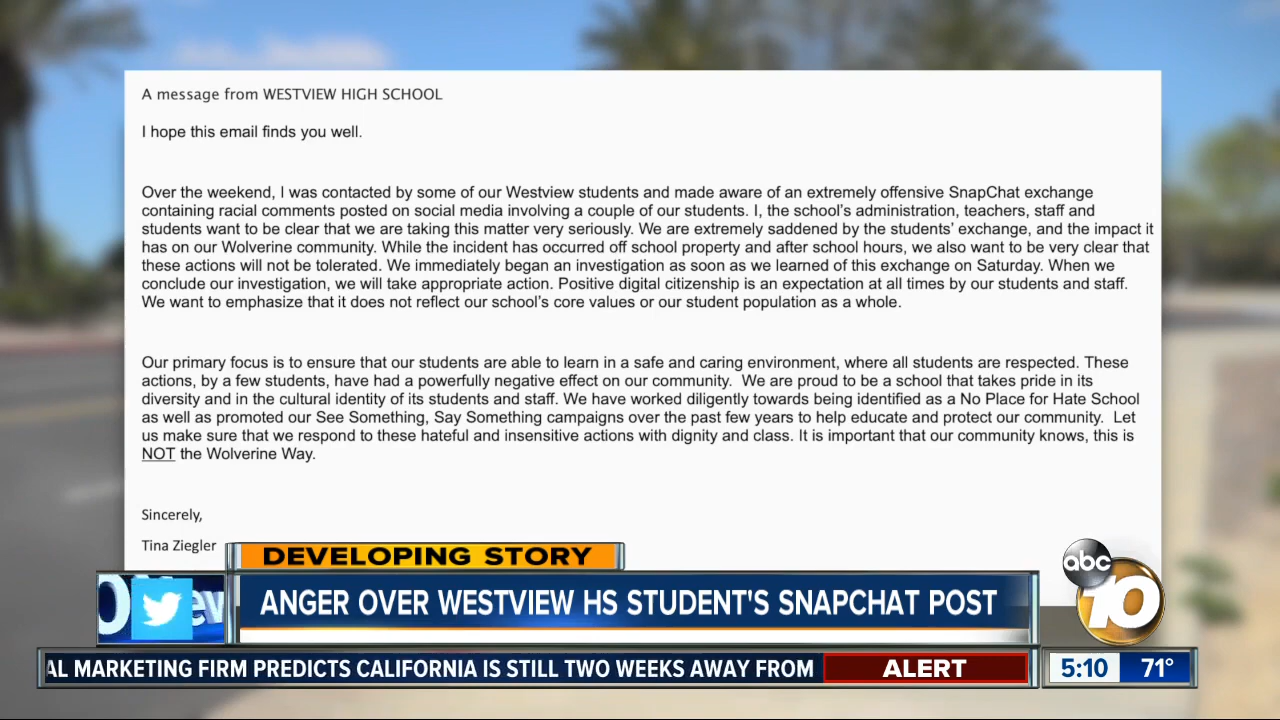 A message from WESTVIEW HIGH SCHOOL
I hope this email finds you well.
Over the weekend, I was contacted by some of our Westview students and made aware of an extremely offensive SnapChat exchange
containing racial comments posted on social media involving a couple of our students. I, the school's administration, teachers, staff and
students want to be clear that we are taking this matter very seriously. We are extremely saddened by the students' exchange, and the impact it
has on our Wolverine community. While the incident has occurred off school property and after school hours, we also want to be very clear that
these actions will not be tolerated. We immediately began an investigation as soon as we learned of this exchange on Saturday. When we
conclude our investigation, we will take appropriate action. Positive digital citizenship is an expectation at all times by our students and staff.
We want to emphasize that it does not reflect our school's core values or our student population as a whole.
Our primary focus is to ensure that our students are able to learn in a safe and caring environment, where all students are respected. These
actions, by a few students, have had a powerfully negative effect on our community.  We are proud to be a school that takes pride in its
diversity and in the cultural identity of its students and staff. We have worked diligently towards being identified as a No Place for Hate School
as well as promoted our See Something, Say Something campaigns over the past few years to help educate and protect our community.  Let
us make sure that we respond to these hateful and insensitive actions with dignity and class. It is important that our community knows, this is
NOT the Wolverine Way.
Sincerely,
Tina Ziegler
DEVELOPING STORY
ANGER OVER WESTVIEW HS STUDENT'S SNAPCHAT POST
abc
10
AL MARKETING FIRM PREDICTS CALIFORNIA IS STILL TWO WEEKS AWAY FROM
ALERT
5:10
71°